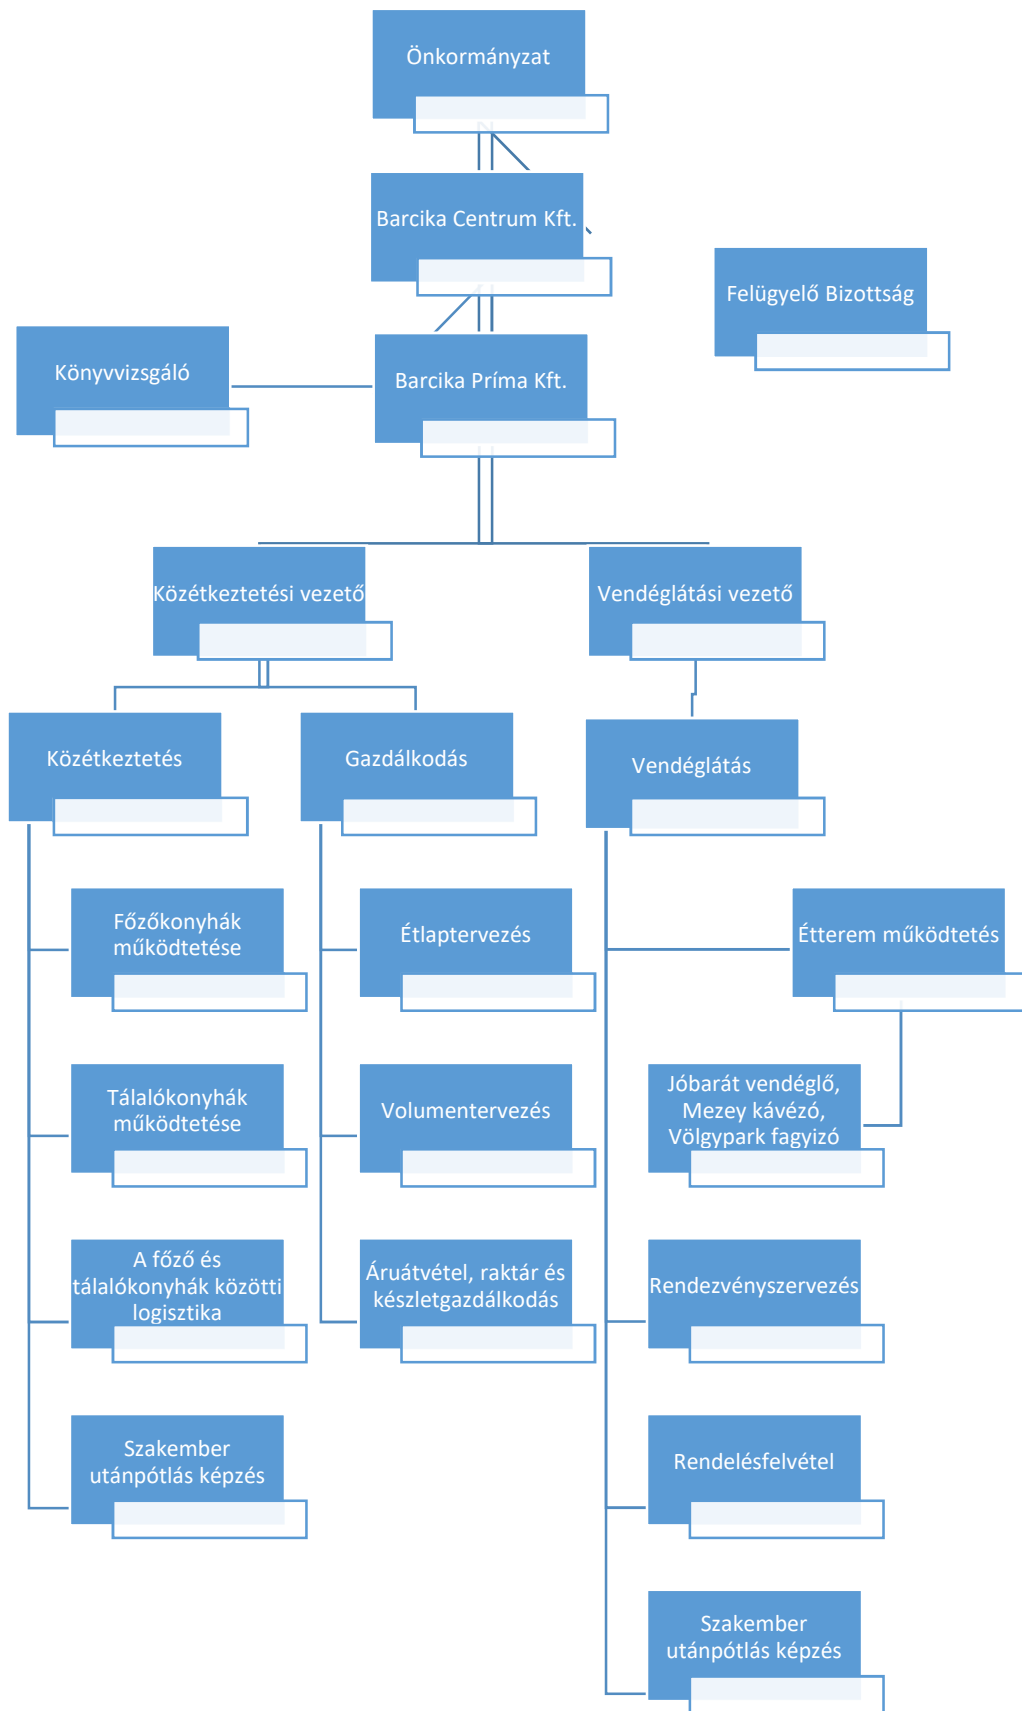 Önkormányzat
Barcika Centrum Kft.
Felügyelő Bizottság
Könyvvizsgáló
Barcika Príma Kft.
Közétkeztetési vezető
Vendéglátási vezető
Közétkeztetés
Gazdálkodás
Vendéglátás
Főzőkonyhák
működtetése
Étlaptervezés
Étterem működtetés
Tálalókonyhák
működtetése
Volumentervezés
Jóbarát vendéglő,
Mezey kávézó,
Völgypark fagyizó
A főző és
tálalókonyhák közötti
logisztika
Áruátvétel, raktár és
készletgazdálkodás
Rendezvényszervezés
Szakember
utánpótlás képzés
Rendelésfelvétel
Szakember
utánpótlás képzés